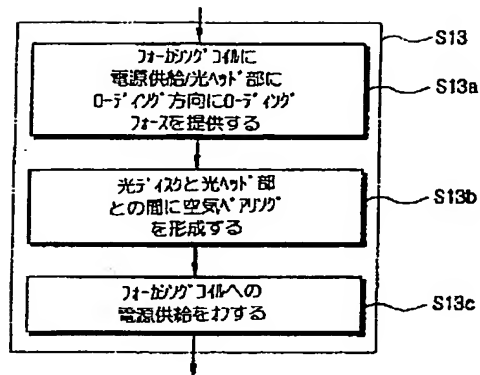 S13
フォーカシングコイルに
電源供給/光ヘッド部に
ローディング方向にローディング
フォースを提供する
S13a
光ディスクと光ヘッド部
との間に空気ベアリング
を形成する
S13b
フォーカシングコイルへの
電源供給をオフする
S13c